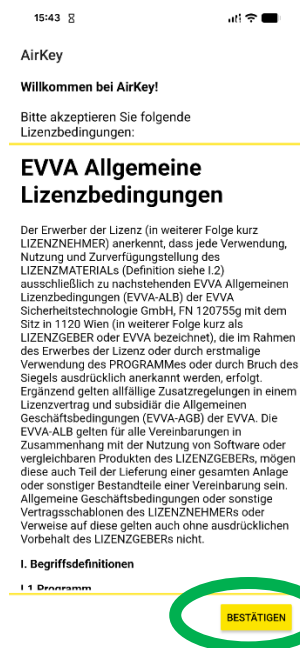 15:43
AirKey
Willkommen bei AirKey!
Bitte akzeptieren Sie folgende
Lizenzbedingungen:
EVVA Allgemeine
Lizenzbedingungen
Der Erwerber der Lizenz (in weiterer Folge kurz
LIZENZNEHMER) anerkennt, dass jede Verwendung,
Nutzung und Zurverfügungstellung des
LIZENZMATERIALs (Definition siehe I.2)
ausschließlich zu nachstehenden EVVA Allgemeinen
Lizenzbedingungen (EVVA-ALB) der EVVA
Sicherheitstechnologie GmbH, FN 120755g mit dem
Sitz in 1120 Wien (in weiterer Folge kurz als
LIZENZGEBER oder EVVA bezeichnet), die im Rahmen
des Erwerbes der Lizenz oder durch erstmalige
Verwendung des PROGRAMMes oder durch Bruch des
Siegels ausdrücklich anerkannt werden, erfolgt.
Ergänzend gelten allfällige Zusatzregelungen in einem
Lizenzvertrag und subsidiär die Allgemeinen
Geschäftsbedingungen (EVVA-AGB) der EVVA. Die
EVVA-ALB gelten für alle Vereinbarungen in
Zusammenhang mit der Nutzung von Software oder
vergleichbaren Produkten des LIZENZGEBERs, mögen
diese auch Teil der Lieferung einer gesamten Anlage
oder sonstiger Bestandteile einer Vereinbarung sein.
Allgemeine Geschäftsbedingungen oder sonstige
Vertragsschablonen des LIZENZNEHMERs oder
Verweise auf diese gelten auch ohne ausdrücklichen
Vorbehalt des LIZENZGEBERs nicht.
I. Begriffsdefinitionen
I.1 Programm
BESTÄTIGEN